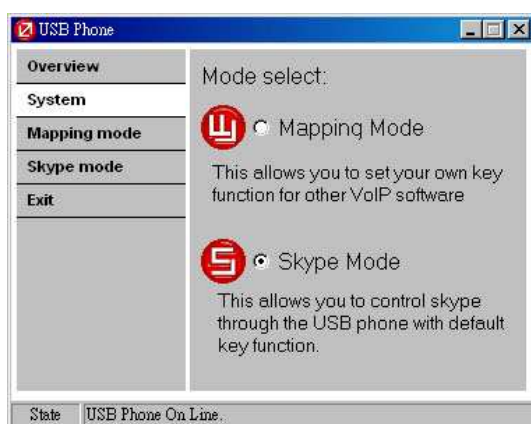 USB Phone
Overview
System
Mapping mode
Skype mode
Exit
Mode select:
Mapping Mode
This allows you to set your own key
function for other VoIP software
Skype Mode
This allows you to control skype
through the USB phone with default
key function.
State USB Phone On Line.